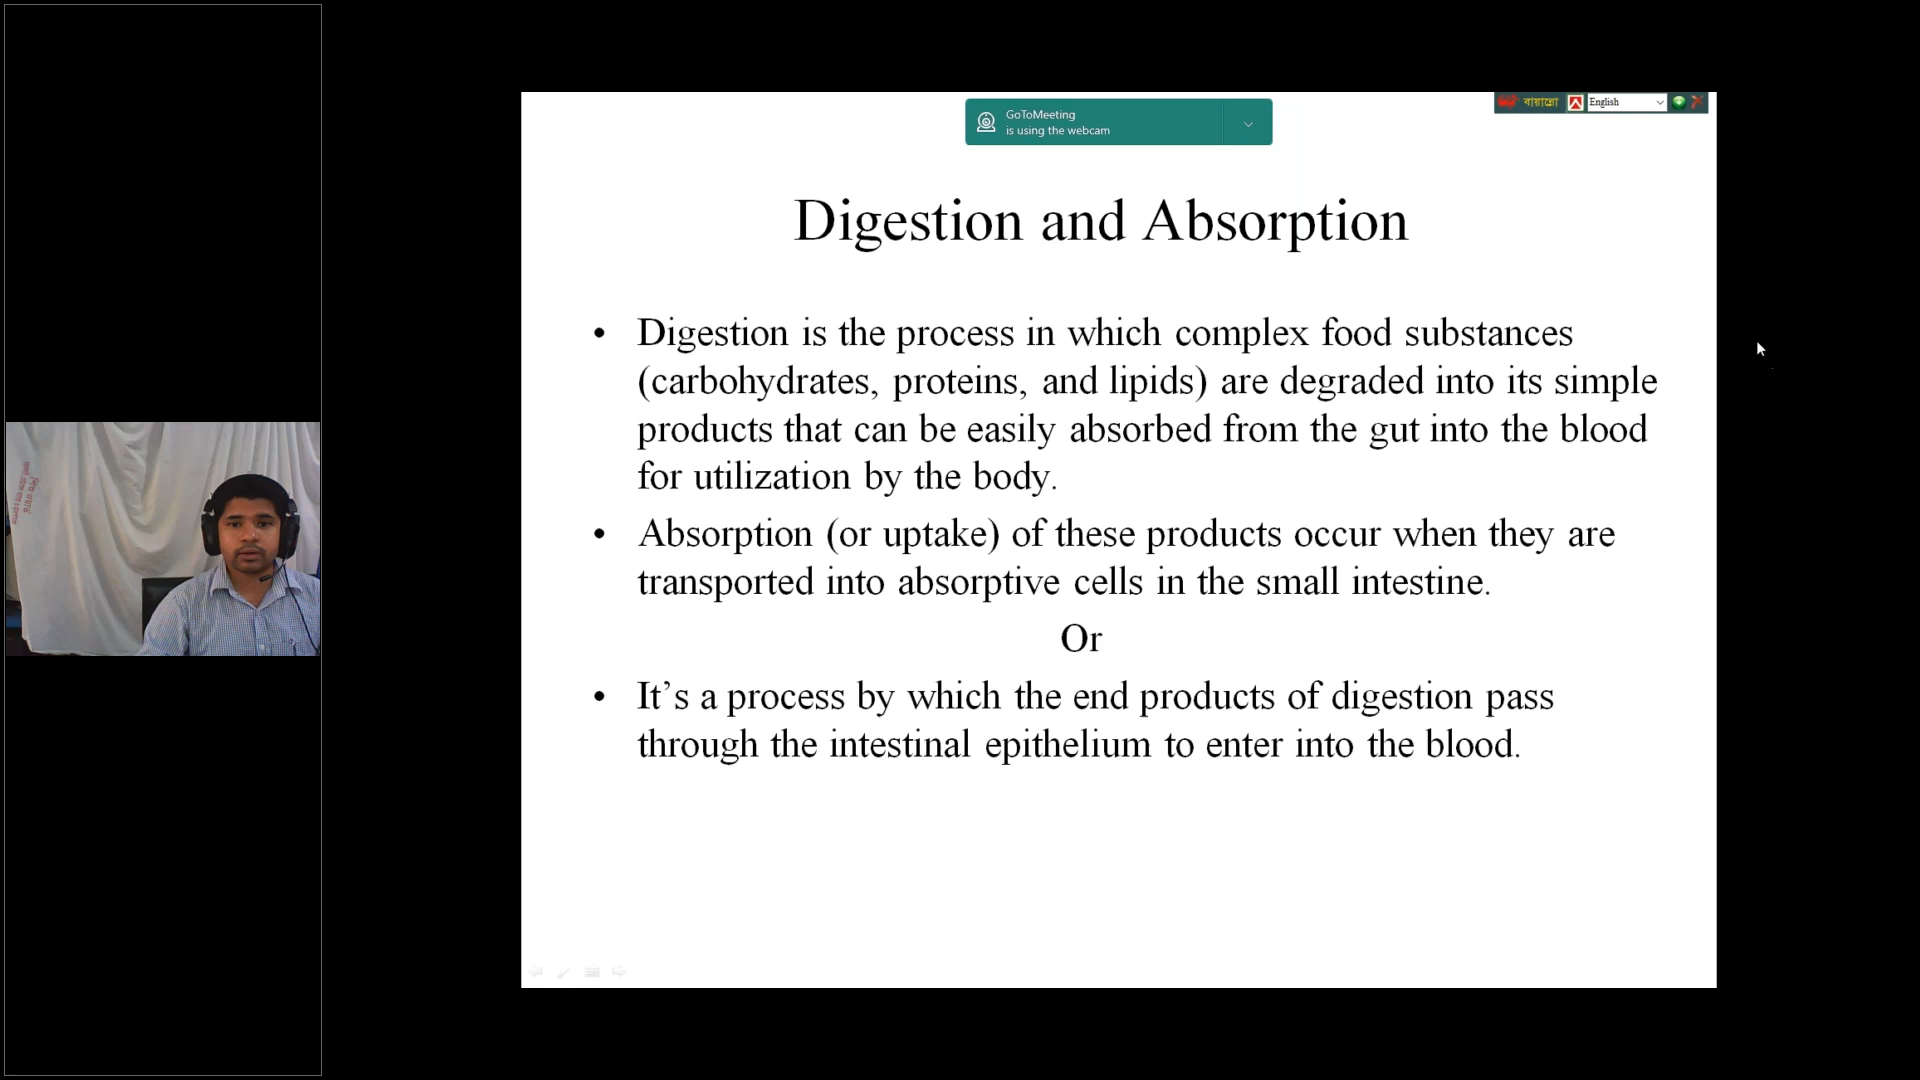 GoToMeeting
is using the webcam
বায়ান্নো
English
Digestion and Absorption
• Digestion is the process in which complex food substances
(carbohydrates, proteins, and lipids) are degraded into its simple
products that can be easily absorbed from the gut into the blood
for utilization by the body.
• Absorption (or uptake) of these products occur when they are
transported into absorptive cells in the small intestine.
Or
• It’s a process by which the end products of digestion pass
through the intestinal epithelium to enter into the blood.